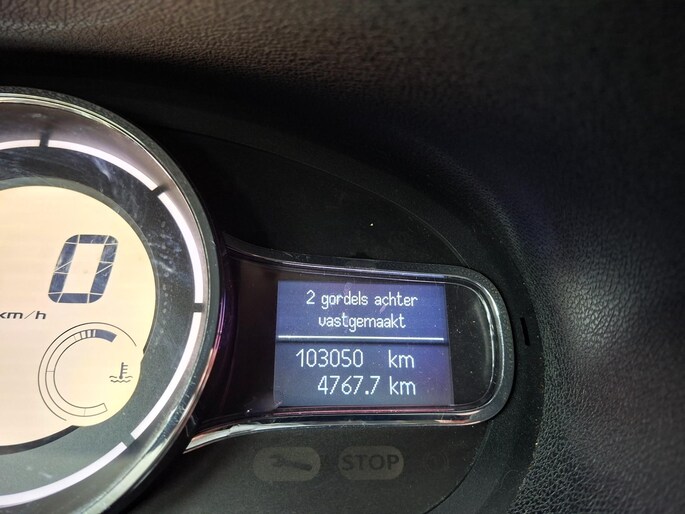 0
km/h
2 gordels achter
vastgemaakt
103050 km
4767.7 km
STOP